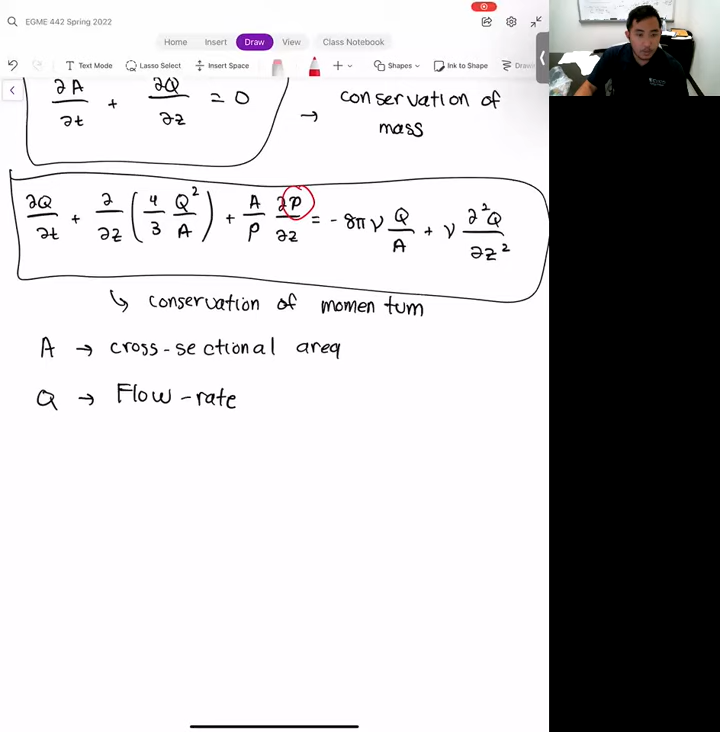 EGME 442 Spring 2022
Home Insert Draw View Class Notebook
Text Mode Lasso Select Insert Space Shapes Ink to Shape Draw
∂A/∂t + ∂Q/∂z = 0 → conservation of
mass
∂Q/∂t + ∂/∂z (4/3 Q²/A) + A/ρ ∂P/∂z = - 8πν Q/A + ν ∂²Q/∂z²
↳ conservation of momentum
A → cross-sectional area
Q → Flow-rate